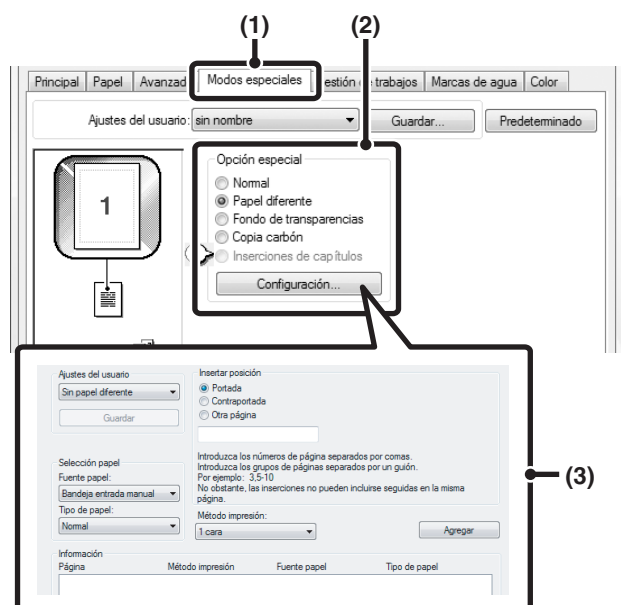 (1)
(2)
Principal Papel Avanzad Modos especiales estión de trabajos Marcas de agua Color
Ajustes del usuario: sin nombre Guardar... Predeterminado
1
Opción especial
Normal
Papel diferente
Fondo de transparencias
Copia carbón
Inserciones de capítulos
Configuración...
(3)
Ajustes del usuario
Sin papel diferente
Guardar
Insertar posición
Portada
Contraportada
Otra página
Introduzca los números de página separados por comas.
Introduzca los grupos de páginas separados por un guión.
Por ejemplo: 3,5-10
No obstante, las inserciones no pueden incluirse seguidas en la misma
página.
Selección papel
Fuente papel:
Bandeja entrada manual
Tipo de papel:
Normal
Método impresión:
1 cara
Agregar
Información
Página Método impresión Fuente papel Tipo de papel